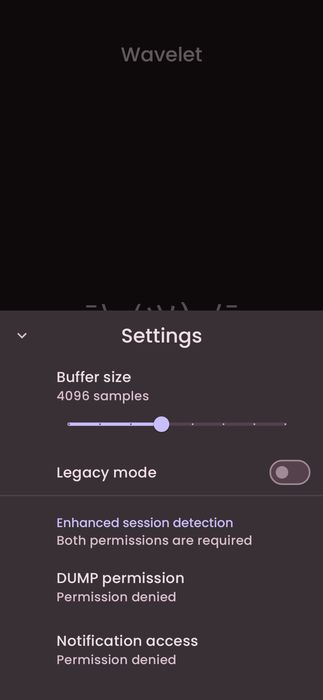 Wavelet
¯\_(ツ)_/¯
Settings
Buffer size
4096 samples
Legacy mode
Enhanced session detection
Both permissions are required
DUMP permission
Permission denied
Notification access
Permission denied